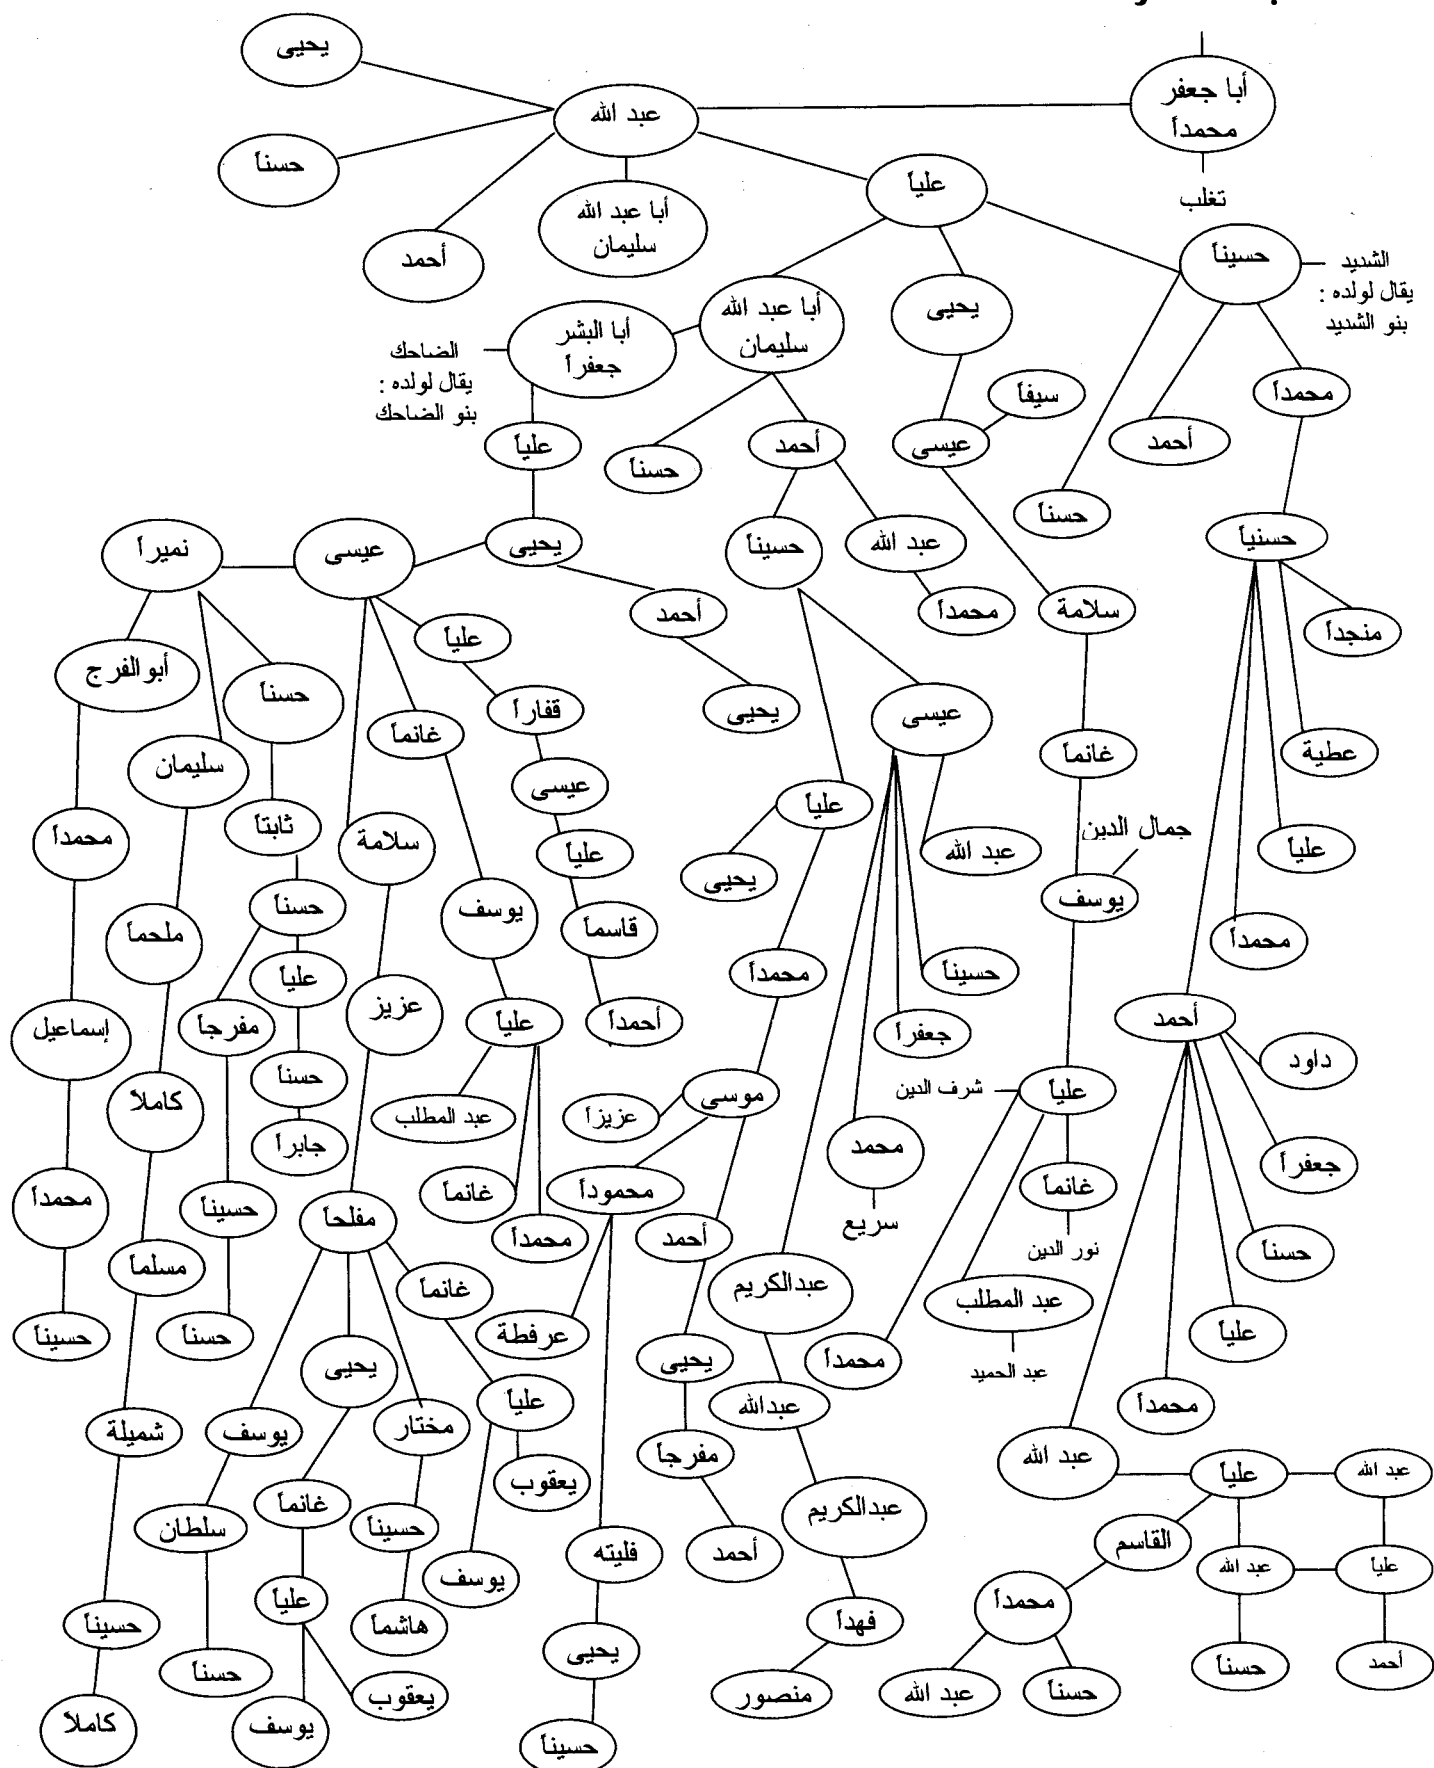 يحيى
أبا جعفر
محمداً
عبد الله
حسناً
علياً
تغلب
أبا عبد الله
سليمان
أحمد
حسيناً
الشديد
يقال لولده :
بنو الشديد
يحيى
أبا عبد الله
سليمان
أبا البشر
جعفراً
الضاحك
يقال لولده :
بنو الضاحك
محمداً
سيفاً
أحمد
عيسى
أحمد
علياً
حسناً
حسناً
حسنياً
عبد الله
حسيناً
يحيى
عيسى
نميراً
محمداً
سلامة
أحمد
منجداً
علياً
أبو الفرج
حسناً
قفاراً
يحيى
عيسى
غانماً
غانماً
عطية
سليمان
عيسى
علياً
جمال الدين
ثابتاً
محمداً
سلامة
علياً
عبد الله
علياً
يحيى
يوسف
حسناً
يوسف
قاسماً
محمداً
ملحماً
علياً
محمداً
حسيناً
أحمد
إسماعيل
مفرجاً
عزيز
علياً
أحمداً
جعفراً
داود
حسناً
كاملاً
عبد المطلب
عزيزاً
موسى
شرف الدين
علياً
جابراً
محمد
جعفراً
محمداً
حسيناً
غانماً
محموداً
غانماً
سريع
مفلحاً
محمداً
أحمد
نور الدين
حسناً
مسلماً
غانماً
عبدالكريم
عبد المطلب
حسيناً
حسناً
عرفطة
علياً
يحيى
يحيى
محمداً
عبد الحميد
علياً
عبدالله
محمداً
شميلة
يوسف
مختار
مفرجاً
عبد الله
علياً
عبد الله
يعقوب
غانماً
سلطان
حسيناً
عبدالكريم
القاسم
فليته
أحمد
عبد الله
علياً
يوسف
علياً
محمداً
حسيناً
هاشماً
فهداً
يحيى
حسناً
حسناً
أحمد
يعقوب
منصور
عبد الله
حسناً
كاملاً
يوسف
حسيناً